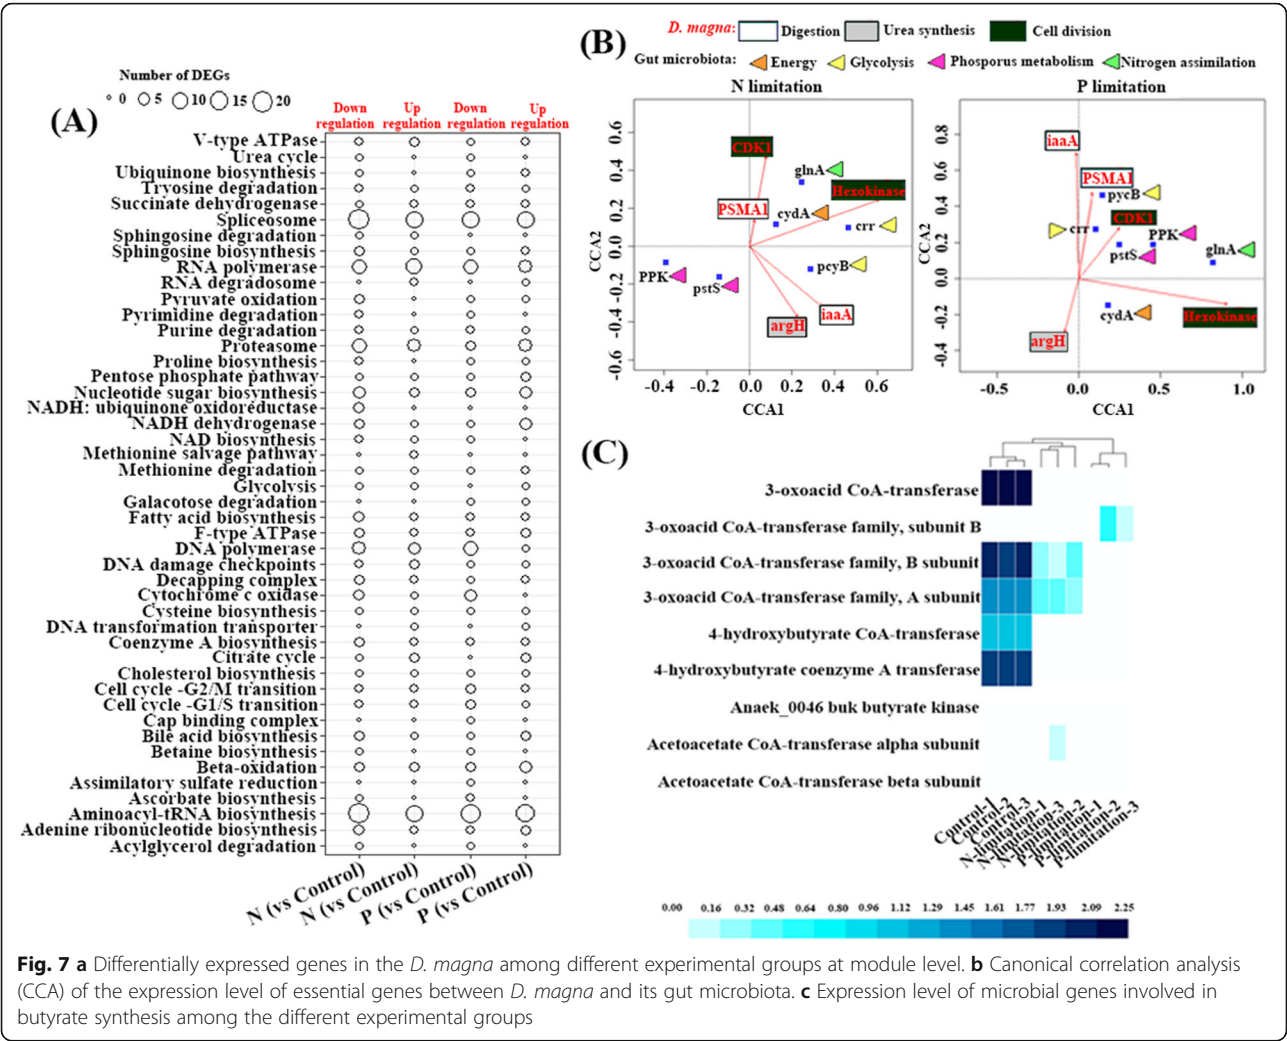 D. magna: Digestion Urea synthesis Cell division
(B)
Gut microbiota: Energy Glycolysis Phosporus metabolism Nitrogen assimilation
Number of DEGs
0 5 10 15 20
(A)
Down regulation
Up regulation
Down regulation
Up regulation
V-type ATPase
Urea cycle
Ubiquinone biosynthesis
Tryosine degradation
Succinate dehydrogenase
Spliceosome
Sphingosine degradation
Sphingosine biosynthesis
RNA polymerase
RNA degradosome
Pyruvate oxidation
Pyrimidine degradation
Purine degradation
Proteasome
Proline biosynthesis
Pentose phosphate pathway
Nucleotide sugar biosynthesis
NADH: ubiquinone oxidoreductase
NADH dehydrogenase
NAD biosynthesis
Methionine salvage pathway
Methionine degradation
Glycolysis
Galacotose degradation
Fatty acid biosynthesis
F-type ATPase
DNA polymerase
DNA damage checkpoints
Decapping complex
Cytochrome c oxidase
Cysteine biosynthesis
DNA transformation transporter
Coenzyme A biosynthesis
Citrate cycle
Cholesterol biosynthesis
Cell cycle -G2/M transition
Cell cycle -G1/S transition
Cap binding complex
Bile acid biosynthesis
Betaine biosynthesis
Beta-oxidation
Assimilatory sulfate reduction
Ascorbate biosynthesis
Aminoacyl-tRNA biosynthesis
Adenine ribonucleotide biosynthesis
Acylglycerol degradation
N (vs Control)
N (vs Control)
P (vs Control)
P (vs Control)
N limitation
CCA2
0.6
0.4
0.2
0.0
-0.2
-0.4
-0.6
CDK1
glnA
Hexokinase
PSMA1
cydA
crr
pcyB
PPK
pstS
iaaA
argH
-0.4 -0.2 0.0 0.2 0.4 0.6
CCA1
P limitation
CCA2
0.8
0.6
0.4
0.2
0.0
-0.2
-0.4
iaaA
PSMA1
pycB
CDK1
crr
PPK
pstS
glnA
cydA
Hexokinase
argH
-0.5 0.0 0.5 1.0
CCA1
(C)
3-oxoacid CoA-transferase
3-oxoacid CoA-transferase family, subunit B
3-oxoacid CoA-transferase family, B subunit
3-oxoacid CoA-transferase family, A subunit
4-hydroxybutyrate CoA-transferase
4-hydroxybutyrate coenzyme A transferase
Anaek_0046 buk butyrate kinase
Acetoacetate CoA-transferase alpha subunit
Acetoacetate CoA-transferase beta subunit
Control-1
Control-2
Control-3
N-limitation-1
N-limitation-3
N-limitation-2
P-limitation-1
P-limitation-2
P-limitation-3
0.00 0.16 0.32 0.48 0.64 0.80 0.96 1.12 1.29 1.45 1.61 1.77 1.93 2.09 2.25
Fig. 7 a Differentially expressed genes in the D. magna among different experimental groups at module level. b Canonical correlation analysis
(CCA) of the expression level of essential genes between D. magna and its gut microbiota. c Expression level of microbial genes involved in
butyrate synthesis among the different experimental groups